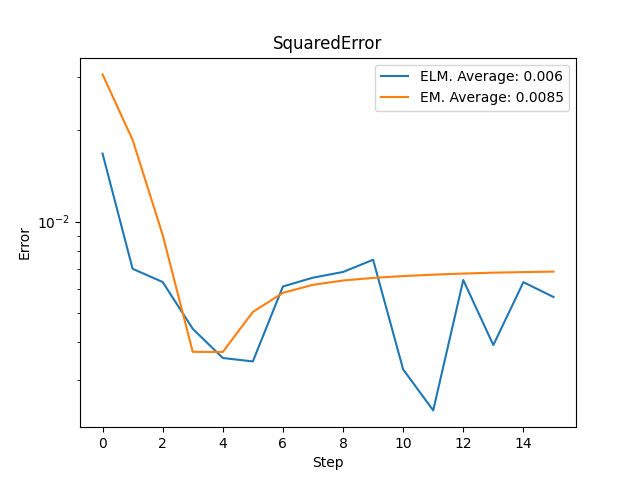 SquaredError
ELM. Average: 0.006
EM. Average: 0.0085
10⁻²
Error
0 2 4 6 8 10 12 14
Step